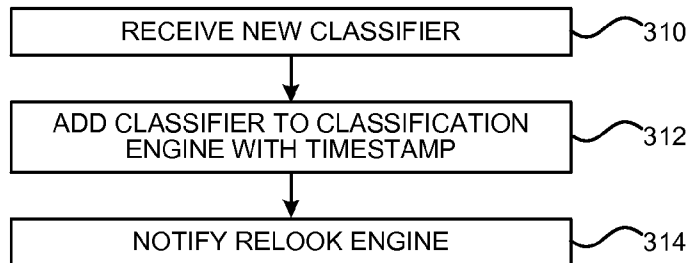 RECEIVE NEW CLASSIFIER
310
ADD CLASSIFIER TO CLASSIFICATION
ENGINE WITH TIMESTAMP
312
NOTIFY RELOOK ENGINE
314